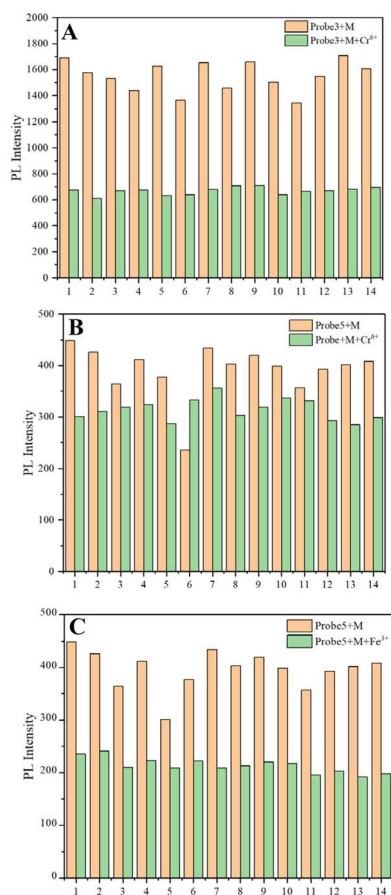 A
Probe3+M
Probe3+M+Cr⁶⁺
2000
1800
1600
1400
1200
1000
800
600
400
200
0
PL Intensity
1 2 3 4 5 6 7 8 9 10 11 12 13 14
B
Probe5+M
Probe+M+Cr⁶⁺
500
400
300
200
100
0
PL Intensity
1 2 3 4 5 6 7 8 9 10 11 12 13 14
C
Probe5+M
Probe5+M+Fe³⁺
500
400
300
200
100
0
PL Intensity
1 2 3 4 5 6 7 8 9 10 11 12 13 14